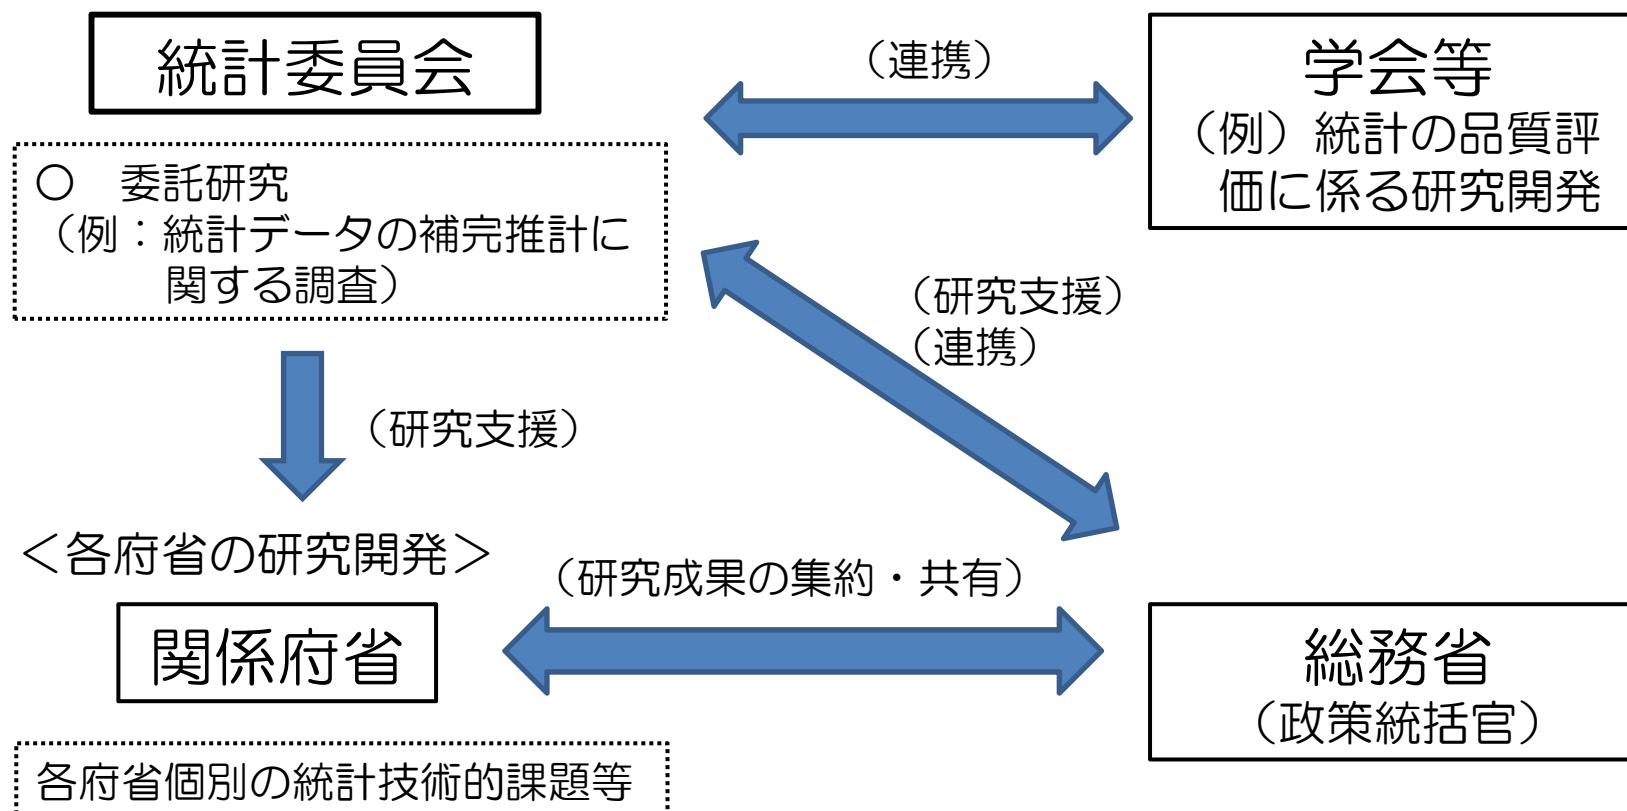 統計委員会
（連携）
学会等
（例）統計の品質評
価に係る研究開発
○　委託研究
（例：統計データの補完推計に
関する調査）
（研究支援）
（連携）
（研究支援）
＜各府省の研究開発＞
（研究成果の集約・共有）
関係府省
総務省
（政策統括官）
各府省個別の統計技術的課題等